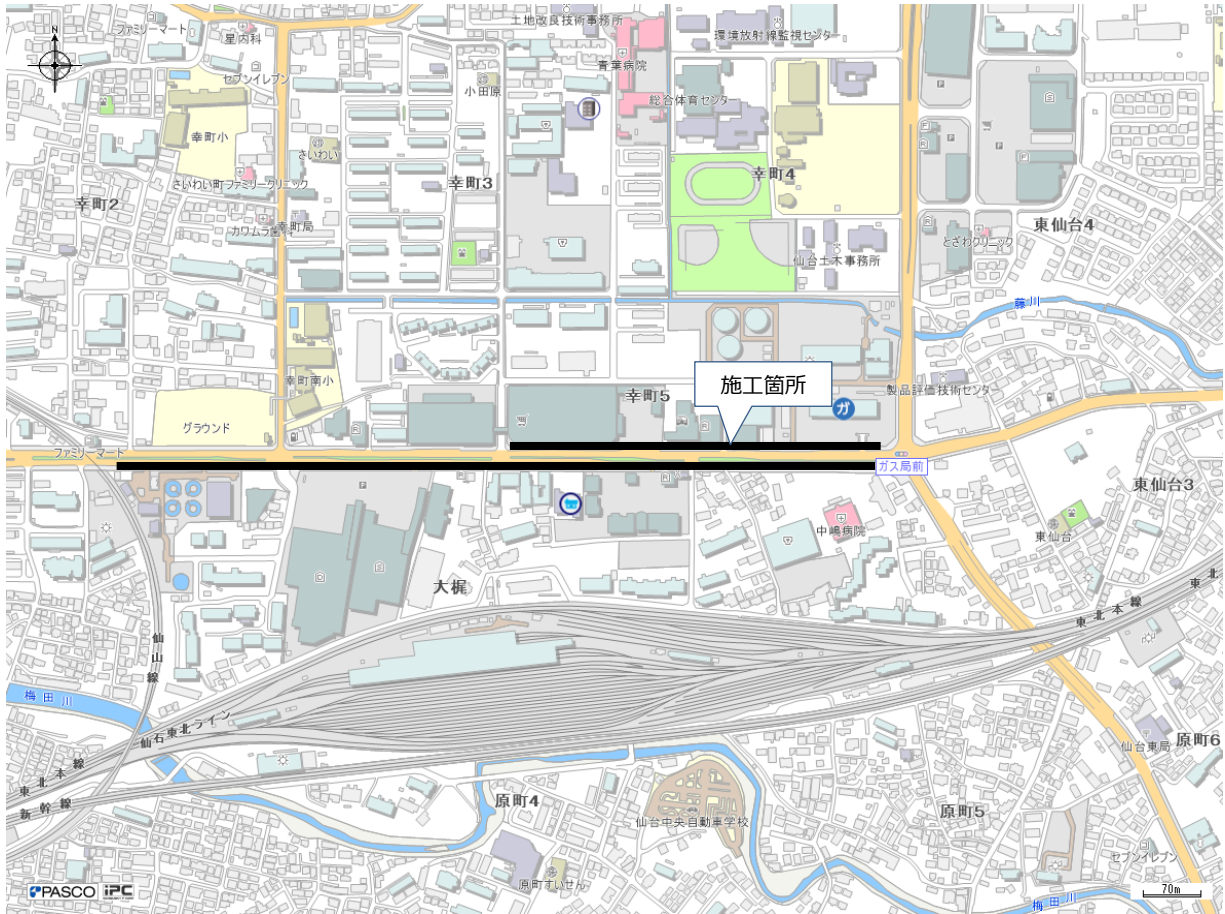 土地改良技術事務所
ファミリーマート
星内科
N
環境放射線監視センター
青葉病院
セブンイレブン
小田原
総合体育センター
幸町小
さいわい
さいわい町ファミリークリニック
幸町3
幸町4
幸町2
カワムラ歯科
幸町局
東仙台4
とざわクリニック
仙台土木事務所
藤川
施工箇所
幸町南小
幸町5
製品評価技術センタ
ガ
グラウンド
ファミリーマート
ガス局前
東仙台3
中嶋病院
東仙台
大梶
東北
東北本線
仙山線
梅田川
仙石東北ライン
原町6
仙台東局
東北本線
新幹線
原町4
原町5
仙台中央自動車学校
セブンイレブン
原町すいせん
PASCO iPC
70m
梅田川